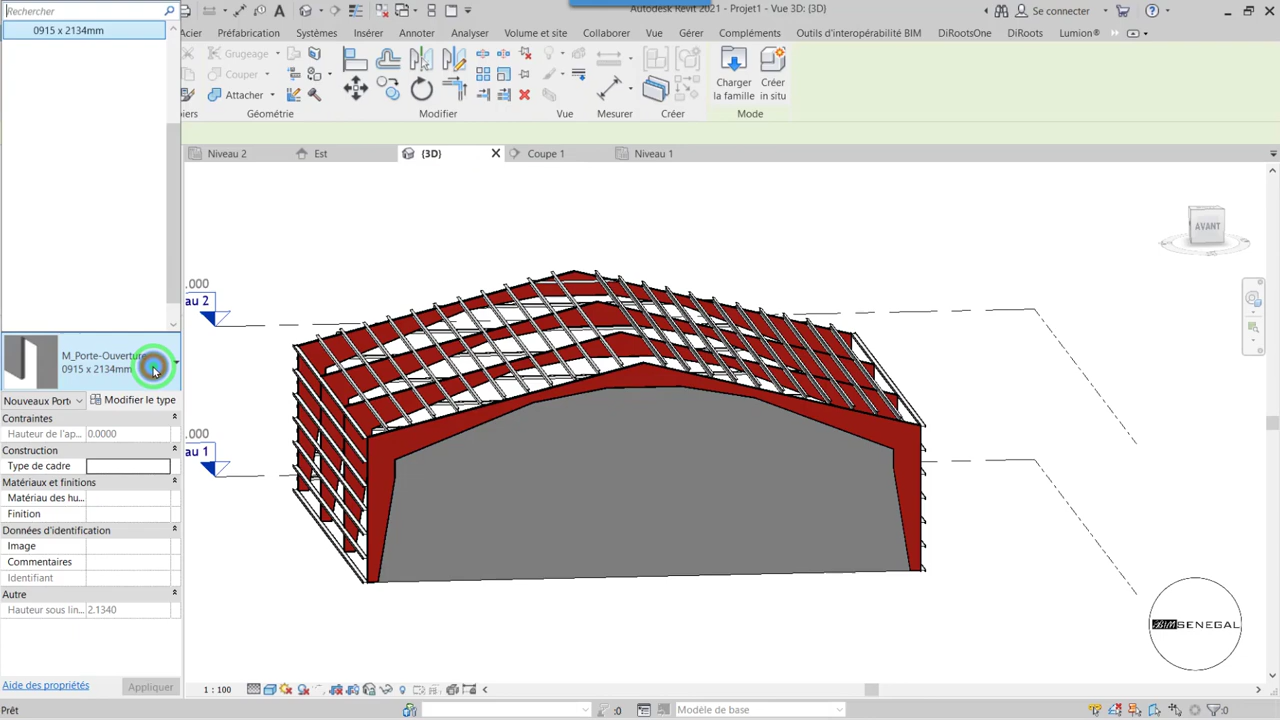 Rechercher
0915 x 2134mm
Autodesk Revit 2021 - Projet1 - Vue 3D: {3D}
Se connecter
Acier
Préfabrication
Systèmes
Insérer
Annoter
Analyser
Volume et site
Collaborer
Vue
Gérer
Compléments
Outils d'interopérabilité BIM
DiRootsOne
DiRoots
Lumion®
Grugeage
Couper
Attacher
Charger
la famille
Créer
in situ
Géométrie
Modifier
Vue
Mesurer
Créer
Mode
Niveau 2
Est
{3D}
Coupe 1
Niveau 1
AVANT
.000
au 2
.000
au 1
M_Porte-Ouverture
0915 x 2134mm
Nouveaux Port
Modifier le type
Contraintes
Hauteur de l'ap... 0.0000
Construction
Type de cadre
Matériaux et finitions
Matériau des hu...
Finition
Données d'identification
Image
Commentaires
Identifiant
Autre
Hauteur sous lin... 2.1340
Aide des propriétés
Appliquer
BIM SENEGAL
1 : 100
Prêt
:0
Modèle de base
:0